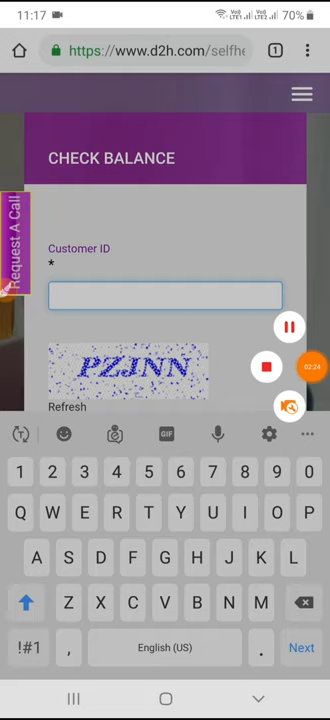 11:17 70%
https://www.d2h.com/selfhe 1
CHECK BALANCE
Request A Call
Customer ID
*
02:24
PZJNN
Refresh
GIF
1 2 3 4 5 6 7 8 9 0
Q W E R T Y U I O P
A S D F G H J K L
Z X C V B N M
!#1 , English (US) . Next